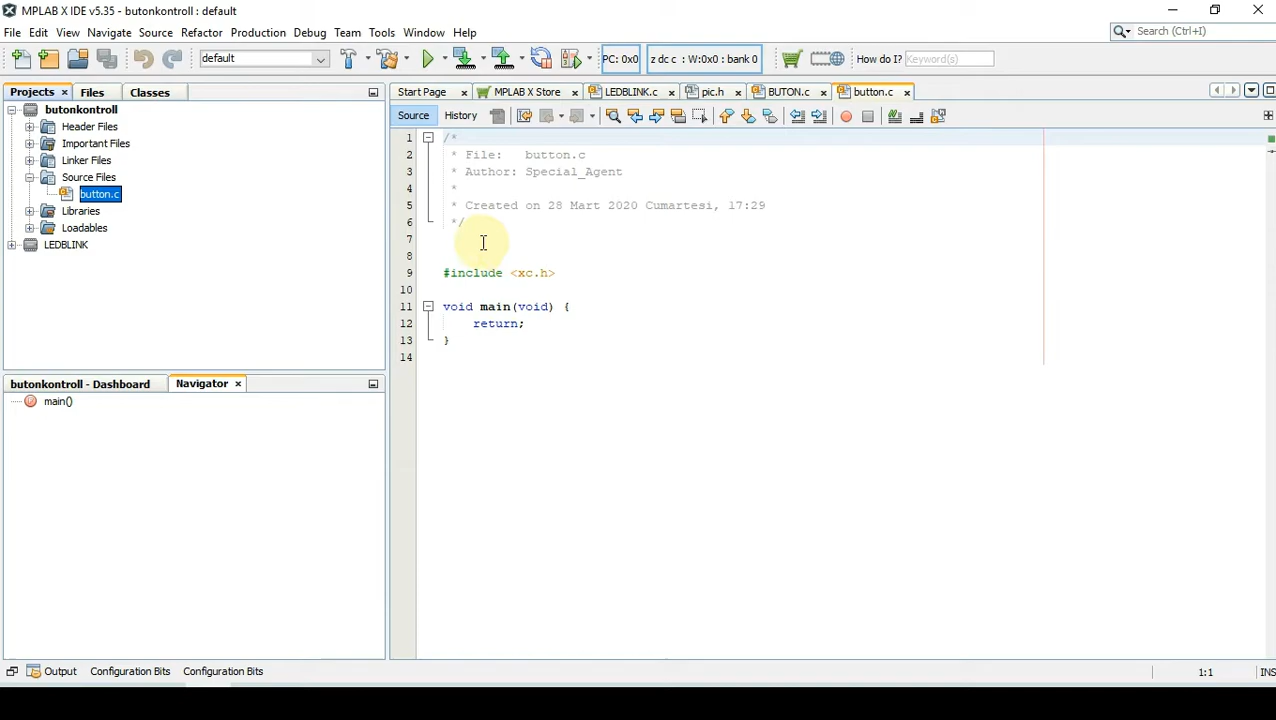 MPLAB X IDE v5.35 - butonkontroll : default
File Edit View Navigate Source Refactor Production Debug Team Tools Window Help
Search (Ctrl+I)
default
PC: 0x0
z dc c : W:0x0 : bank 0
How do I? Keyword(s)
Projects
Files
Classes
butonkontroll
Header Files
Important Files
Linker Files
Source Files
button.c
Libraries
Loadables
LEDBLINK
butonkontroll - Dashboard
Navigator
main()
Start Page
MPLAB X Store
LEDBLINK.c
pic.h
BUTON.c
button.c
Source
History
1 /*
2 * File: button.c
3 * Author: Special_Agent
4 *
5 * Created on 28 Mart 2020 Cumartesi, 17:29
6 */
7
8
9 #include <xc.h>
10
11 void main(void) {
12 return;
13 }
14
Output
Configuration Bits
Configuration Bits
1:1
INS